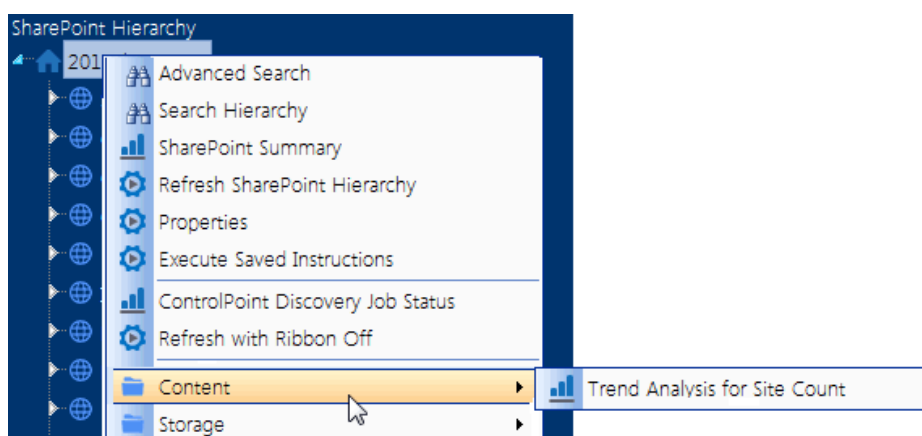 SharePoint Hierarchy
Advanced Search
Search Hierarchy
SharePoint Summary
Refresh SharePoint Hierarchy
Properties
Execute Saved Instructions
ControlPoint Discovery Job Status
Refresh with Ribbon Off
Content
Trend Analysis for Site Count
Storage